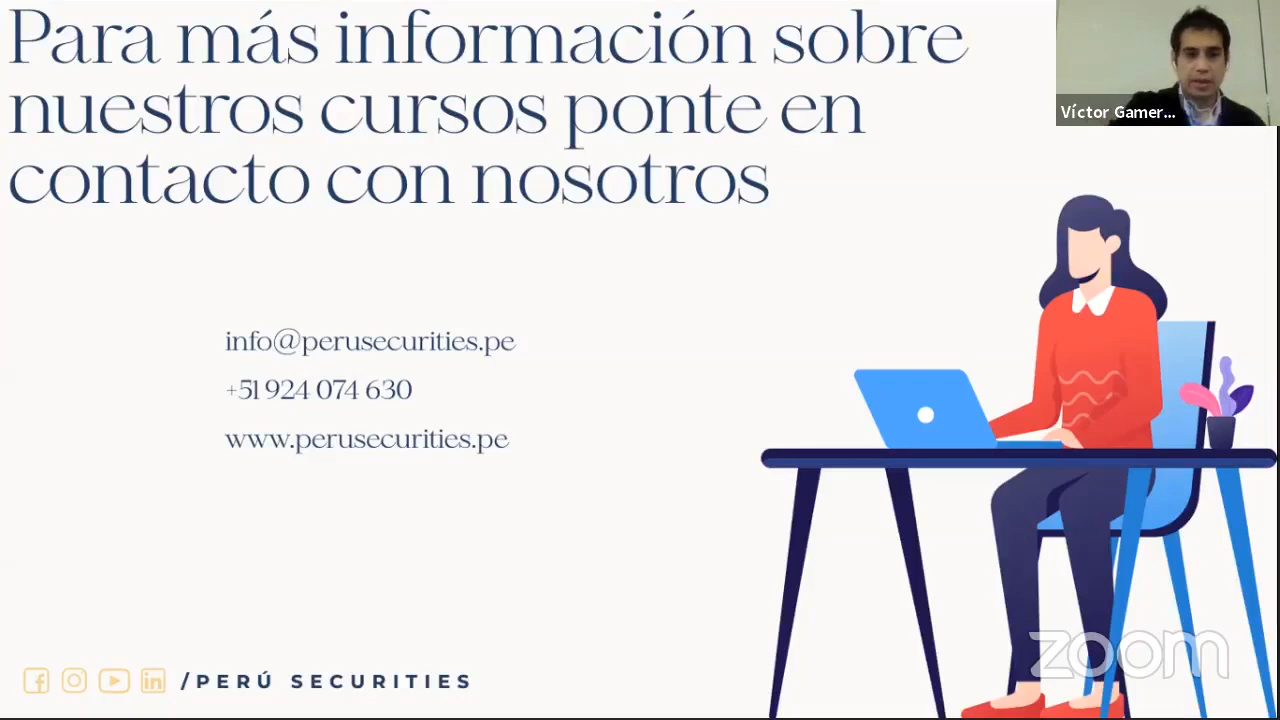 Para más información sobre
nuestros cursos ponte en
contacto con nosotros
Víctor Gamer...
info@perusecurities.pe
+51 924 074 630
www.perusecurities.pe
/PERÚ SECURITIES
zoom